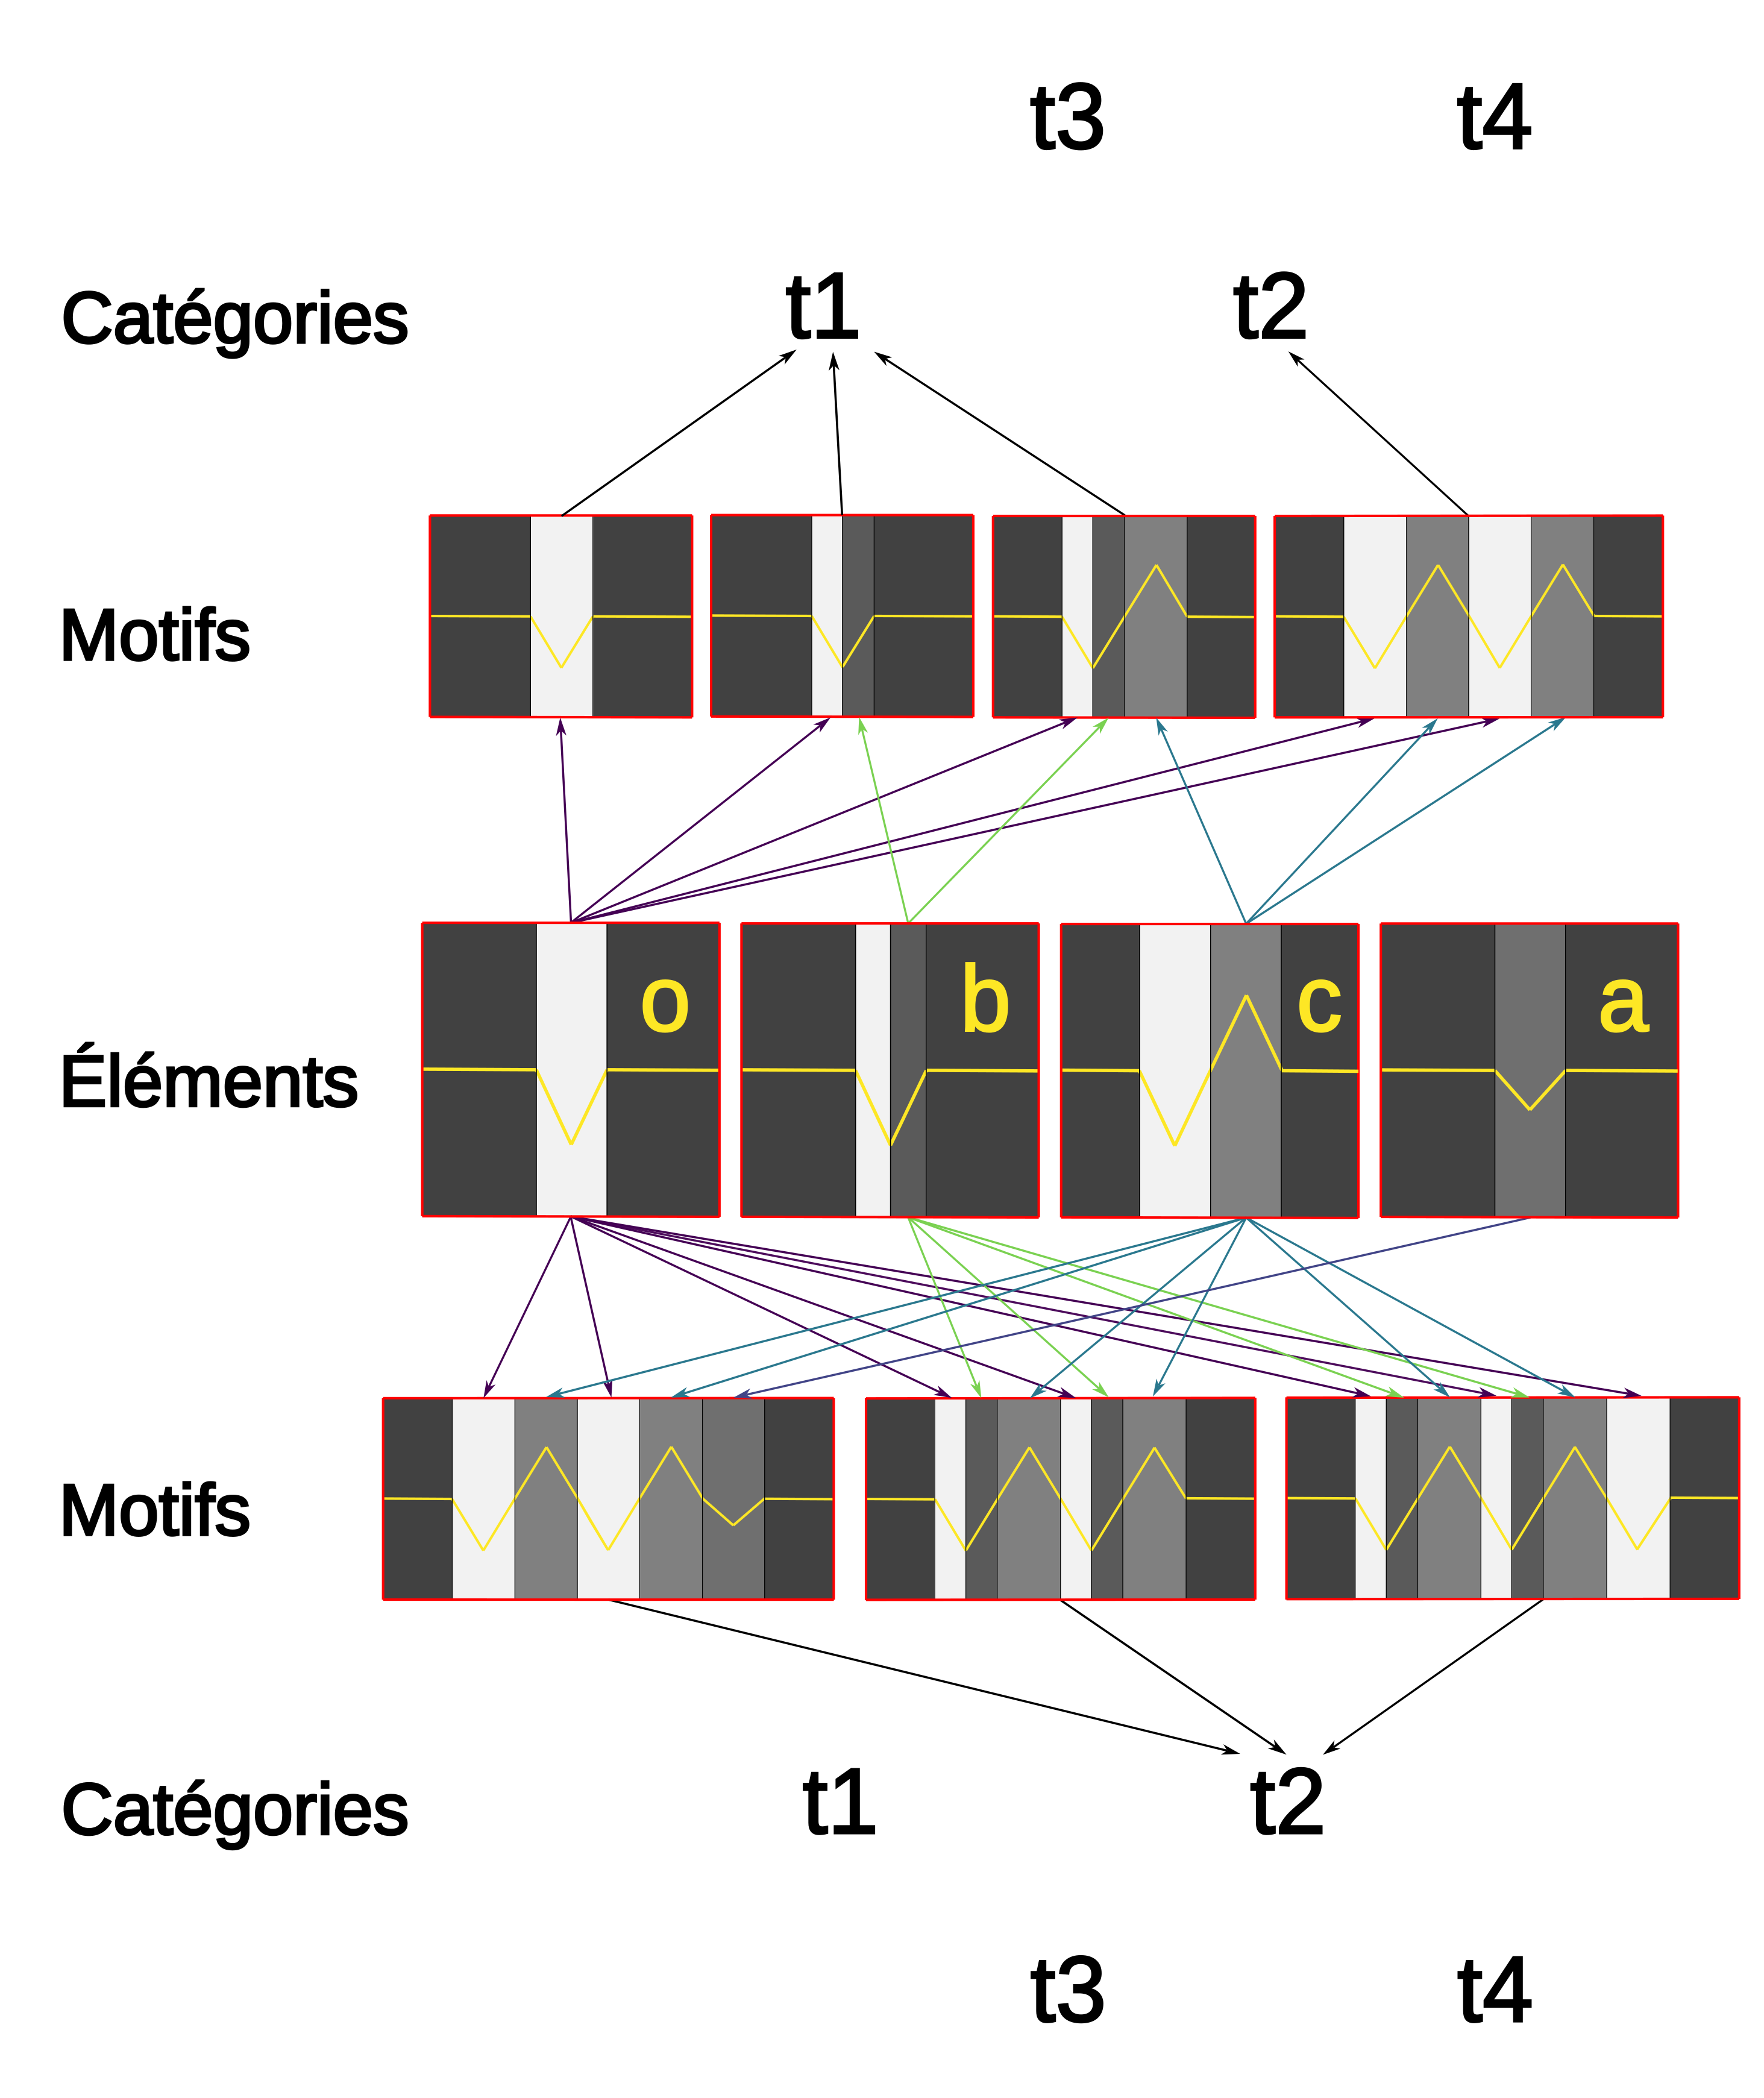 t3 t4
Catégories t1 t2
Motifs
o b c a
Éléments
Motifs
Catégories t1 t2
t3 t4